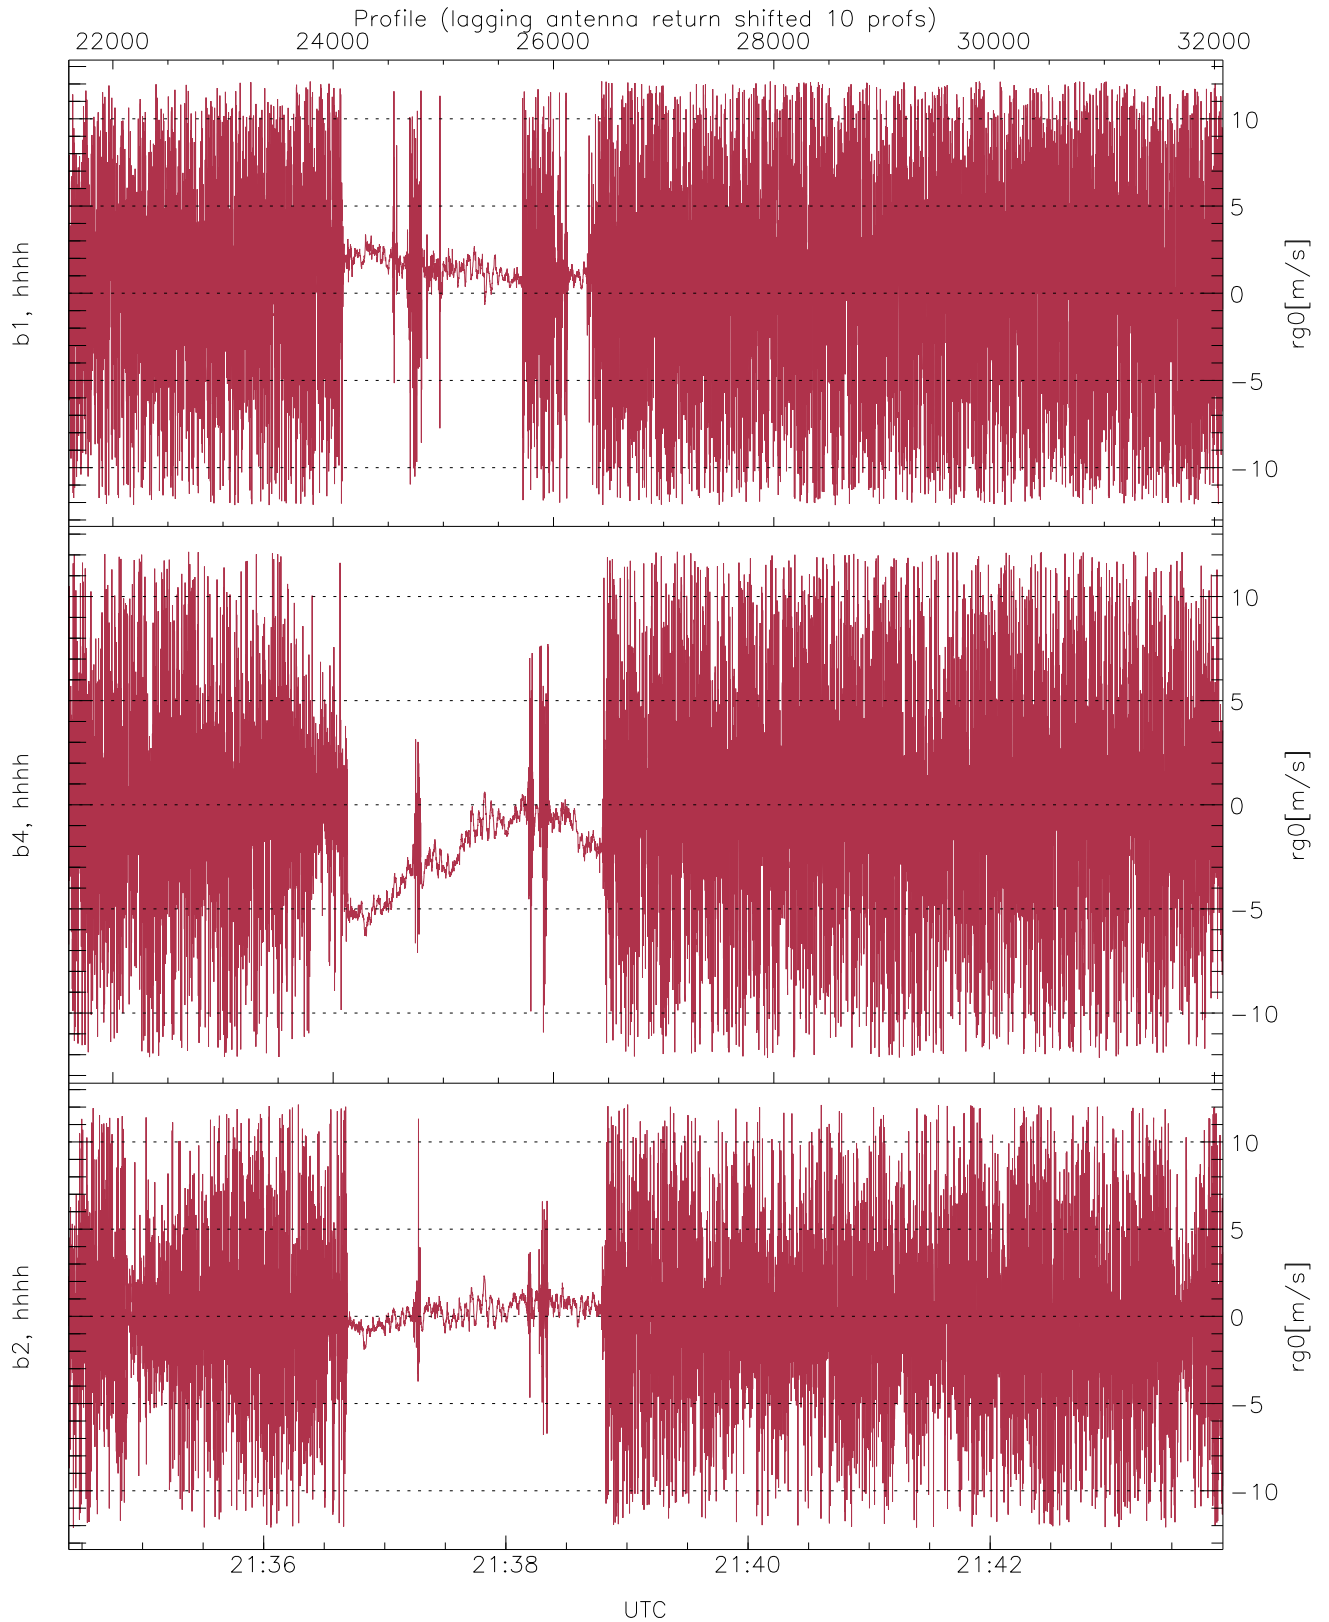 Profile (lagging antenna return shifted 10 profs)
22000 24000 26000 28000 30000 32000
b1, hhhh
10
5
0
−5
−10
rg0[m/s]
b4, hhhh
10
5
0
−5
−10
rg0[m/s]
b2, hhhh
10
5
0
−5
−10
rg0[m/s]
21:36 21:38 21:40 21:42
UTC